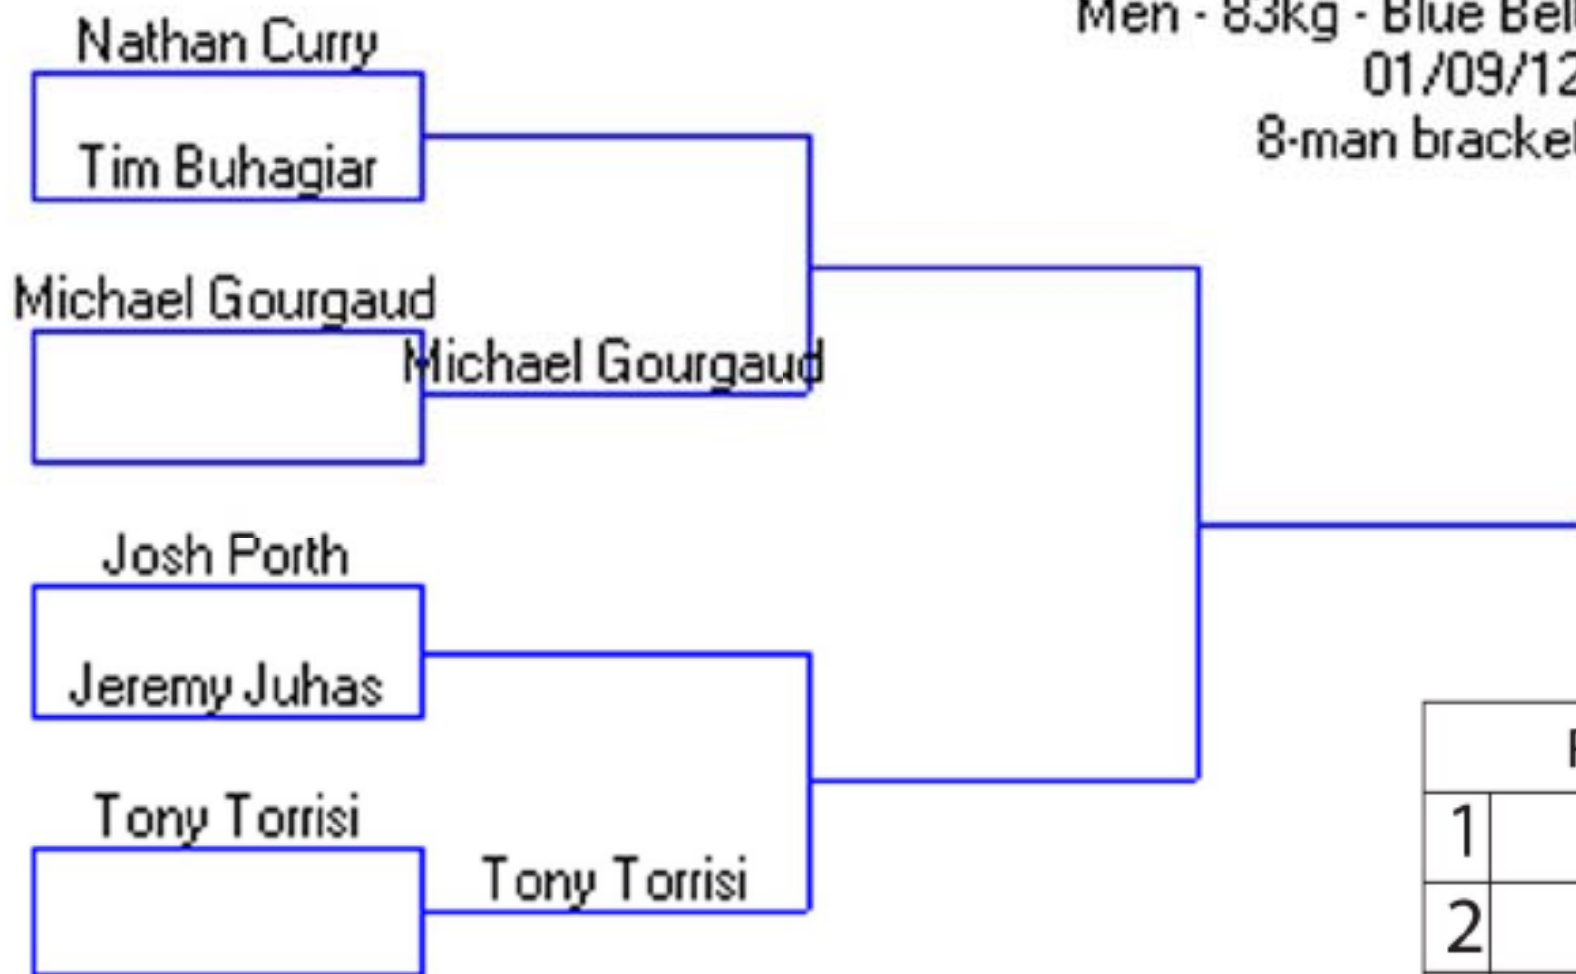 Men - 83kg - Blue Bel
01/09/12
8-man bracket
Nathan Curry
Tim Buhagiar
Michael Gourgaud
Michael Gourgaud
Josh Porth
Jeremy Juhas
Tony Torrisi
Tony Torrisi
1
2